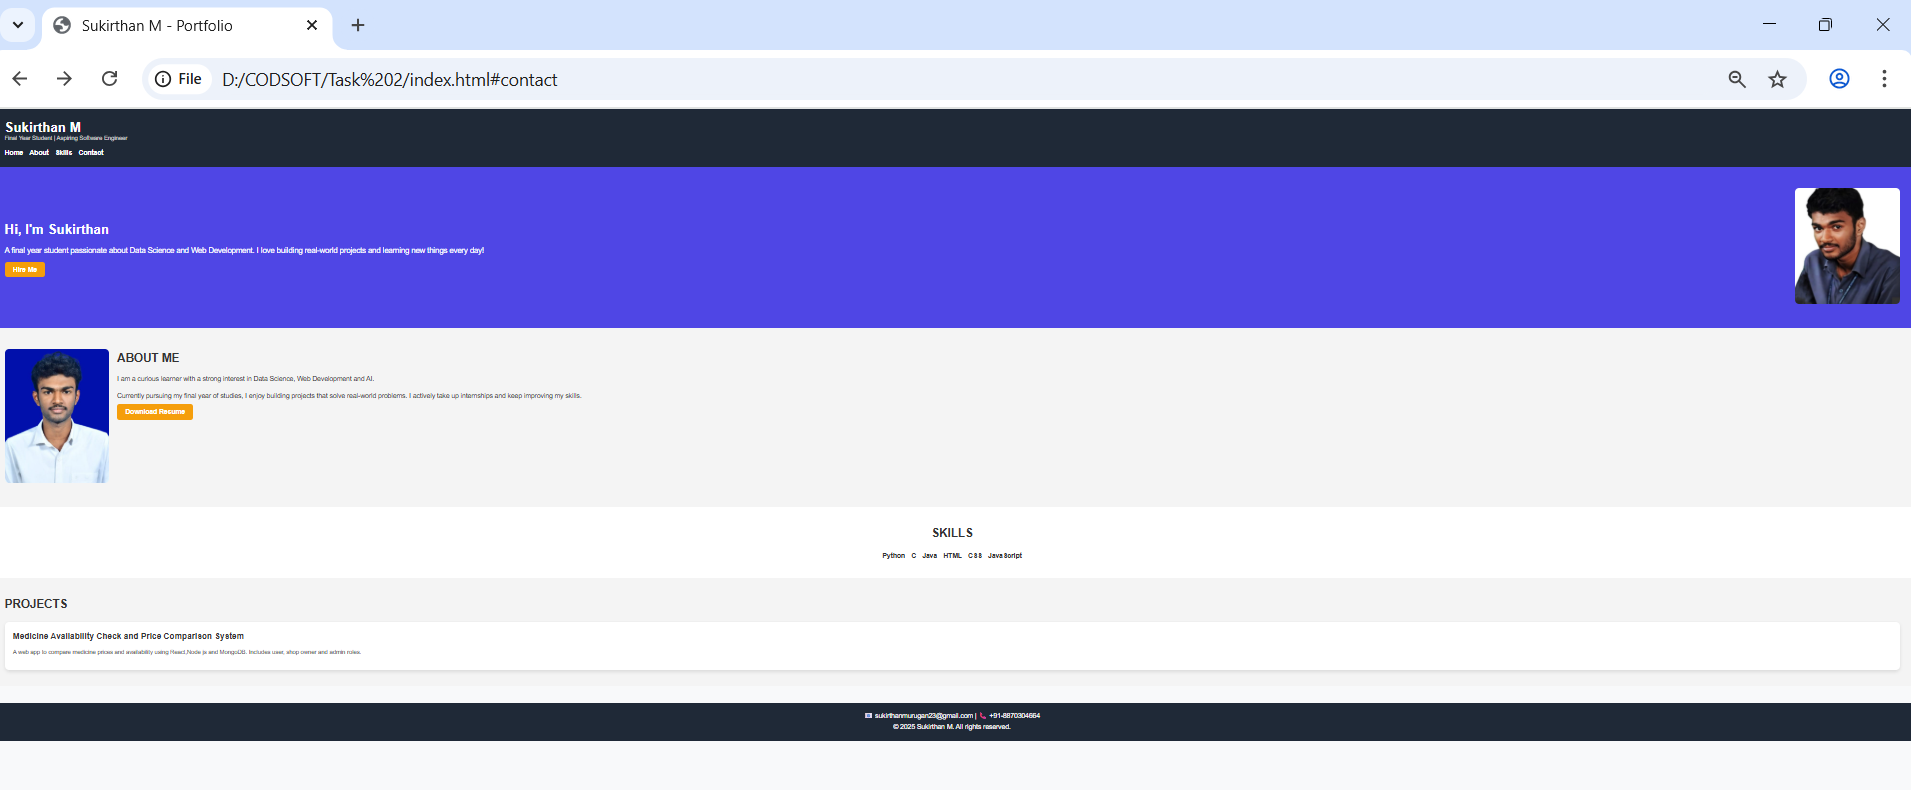 Sukirthan M - Portfolio
File D:/CODSOFT/Task%202/index.html#contact
Sukirthan M
Final Year Student | Aspiring Software Engineer
Home About Skills Contact
Hi, I'm Sukirthan
A final year student passionate about Data Science and Web Development. I love building real-world projects and learning new things every day!
Hire Me
ABOUT ME
I am a curious learner with a strong interest in Data Science, Web Development and AI.
Currently pursuing my final year of studies, I enjoy building projects that solve real-world problems. I actively take up internships and keep improving my skills.
Download Resume
SKILLS
Python C Java HTML CSS JavaScript
PROJECTS
Medicine Availability Check and Price Comparison System
A web app to compare medicine prices and availability using React,Node js and MongoDB. Includes user, shop owner and admin roles.
sukirthanmurugan23@gmail.com | +91-8870304664
© 2025 Sukirthan M. All rights reserved.